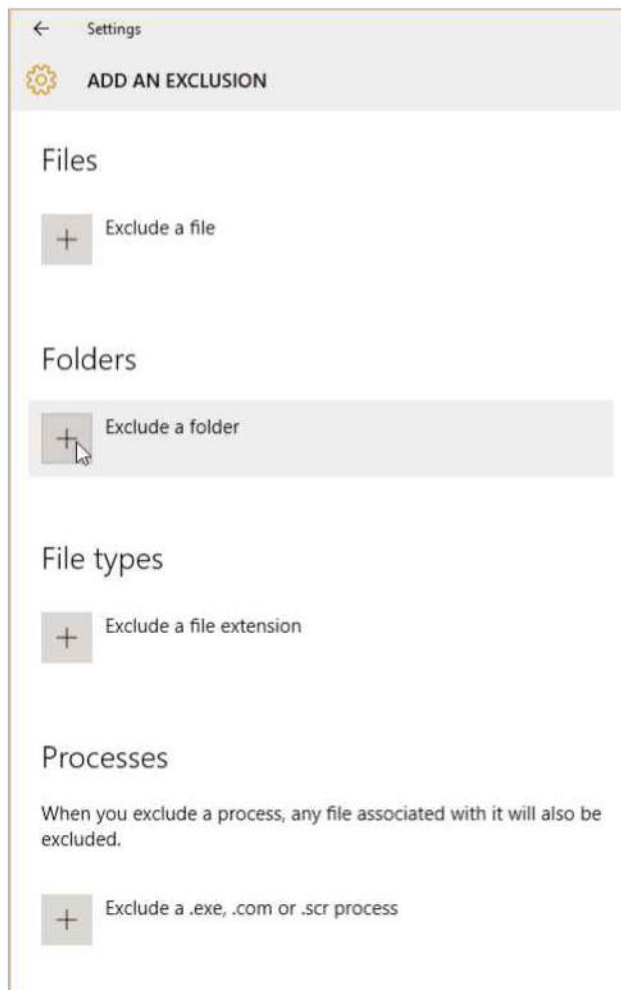 Settings
ADD AN EXCLUSION
Files
Exclude a file
Folders
Exclude a folder
File types
Exclude a file extension
Processes
When you exclude a process, any file associated with it will also be
excluded.
Exclude a .exe, .com or .scr process